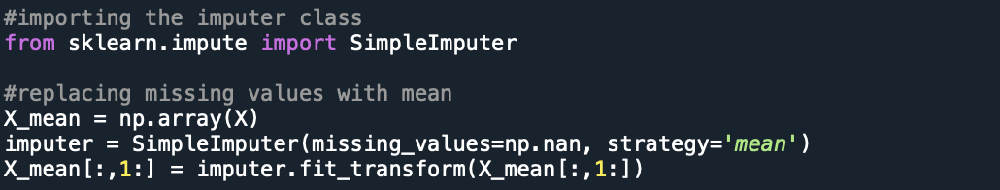 #importing the imputer class
from sklearn.impute import SimpleImputer
#replacing missing values with mean
X_mean = np.array(X)
imputer = SimpleImputer(missing_values=np.nan, strategy='mean')
X_mean[:,1:] = imputer.fit_transform(X_mean[:,1:])